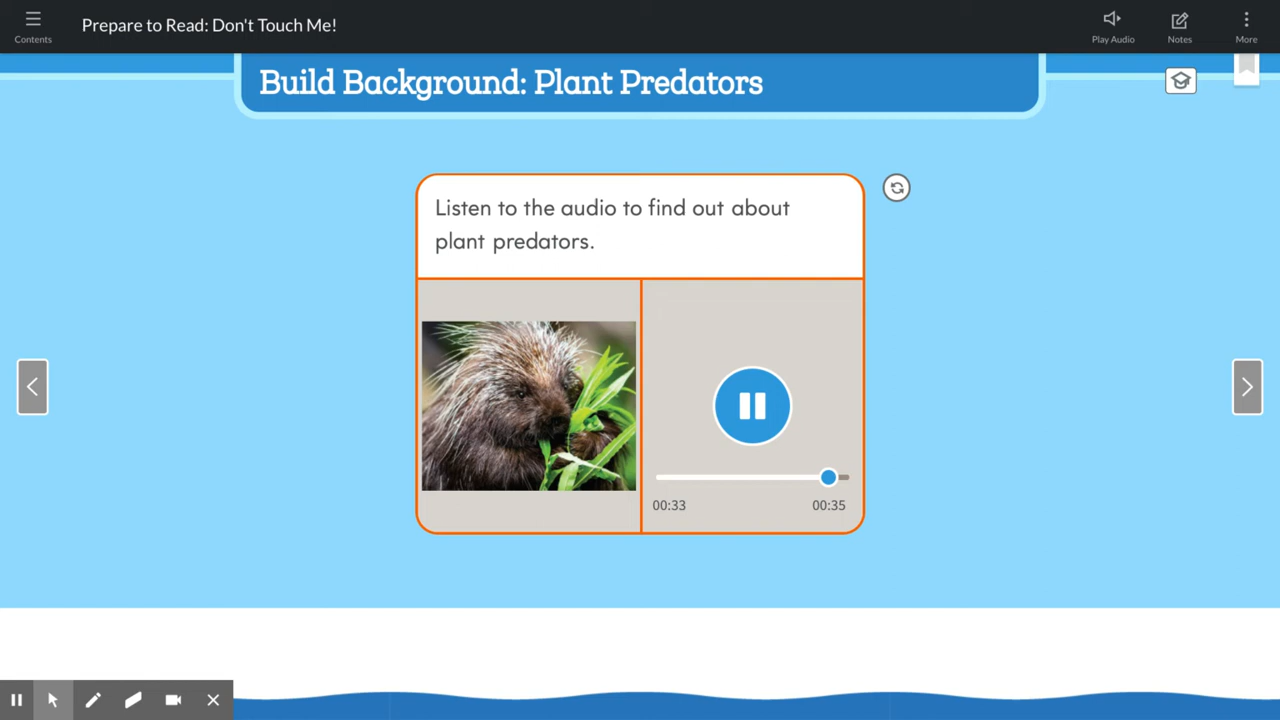 Contents
Prepare to Read: Don't Touch Me!
Play Audio
Notes
More
Build Background: Plant Predators
Listen to the audio to find out about
plant predators.
00:33
00:35